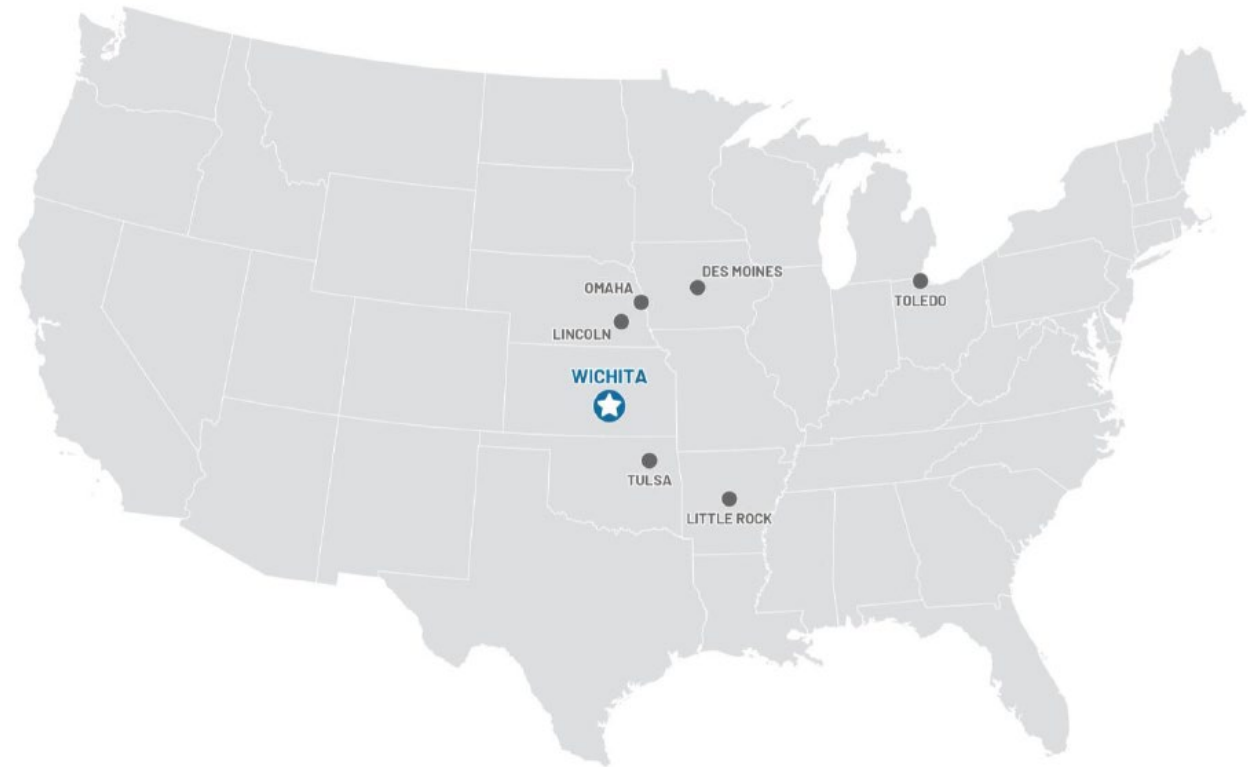 DES MOINES
OMAHA
TOLEDO
LINCOLN
WICHITA
TULSA
LITTLE ROCK